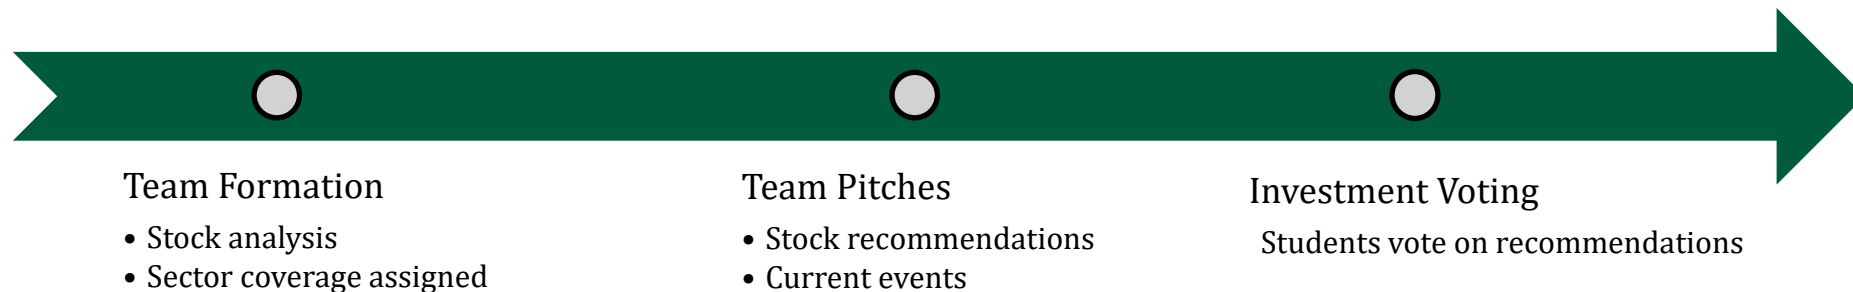 Team Formation
• Stock analysis
• Sector coverage assigned
Team Pitches
• Stock recommendations
• Current events
Investment Voting
Students vote on recommendations